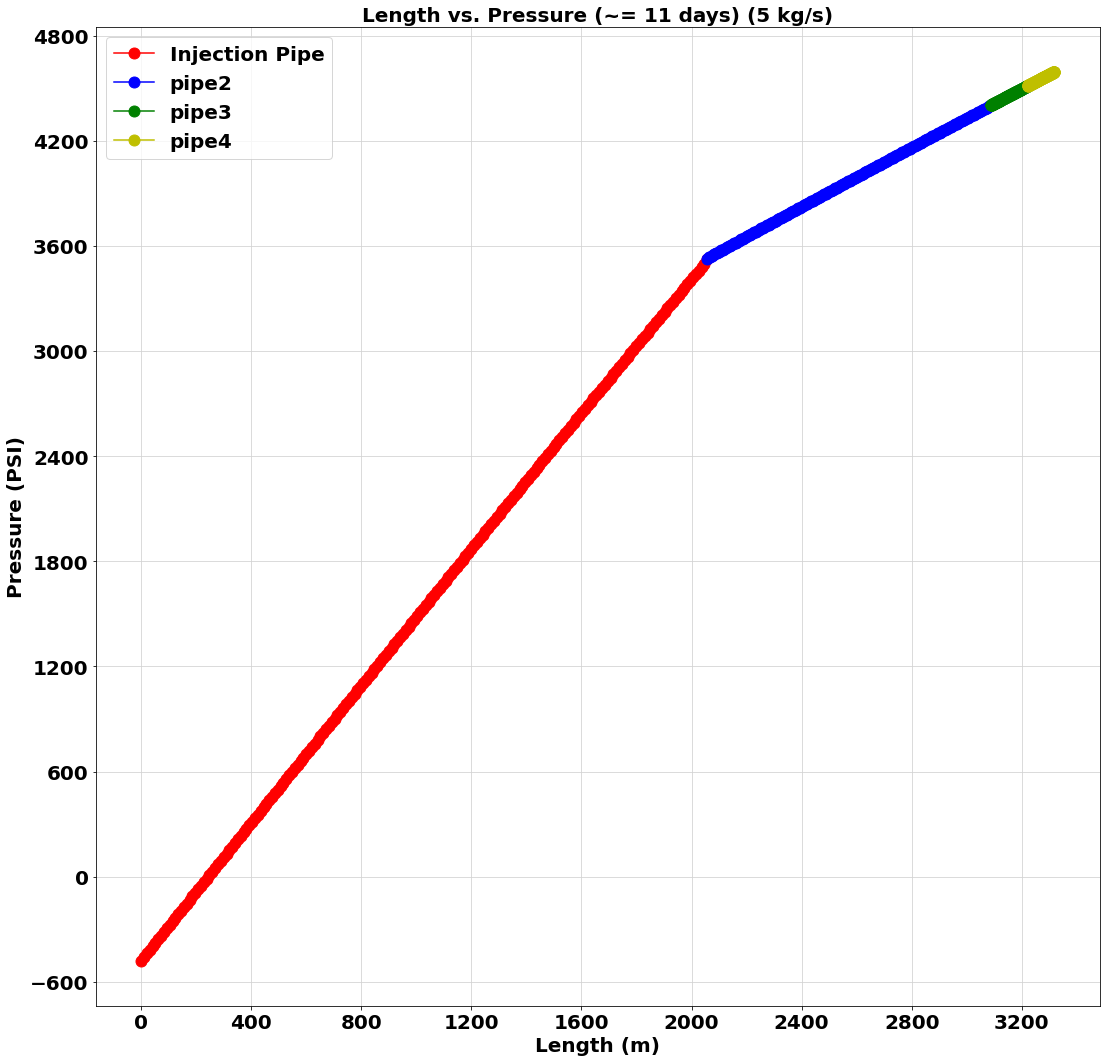 Length vs. Pressure (~= 11 days) (5 kg/s)
Injection Pipe
pipe2
pipe3
pipe4
Pressure (PSI)
4800
4200
3600
3000
2400
1800
1200
600
0
−600
0 400 800 1200 1600 2000 2400 2800 3200
Length (m)